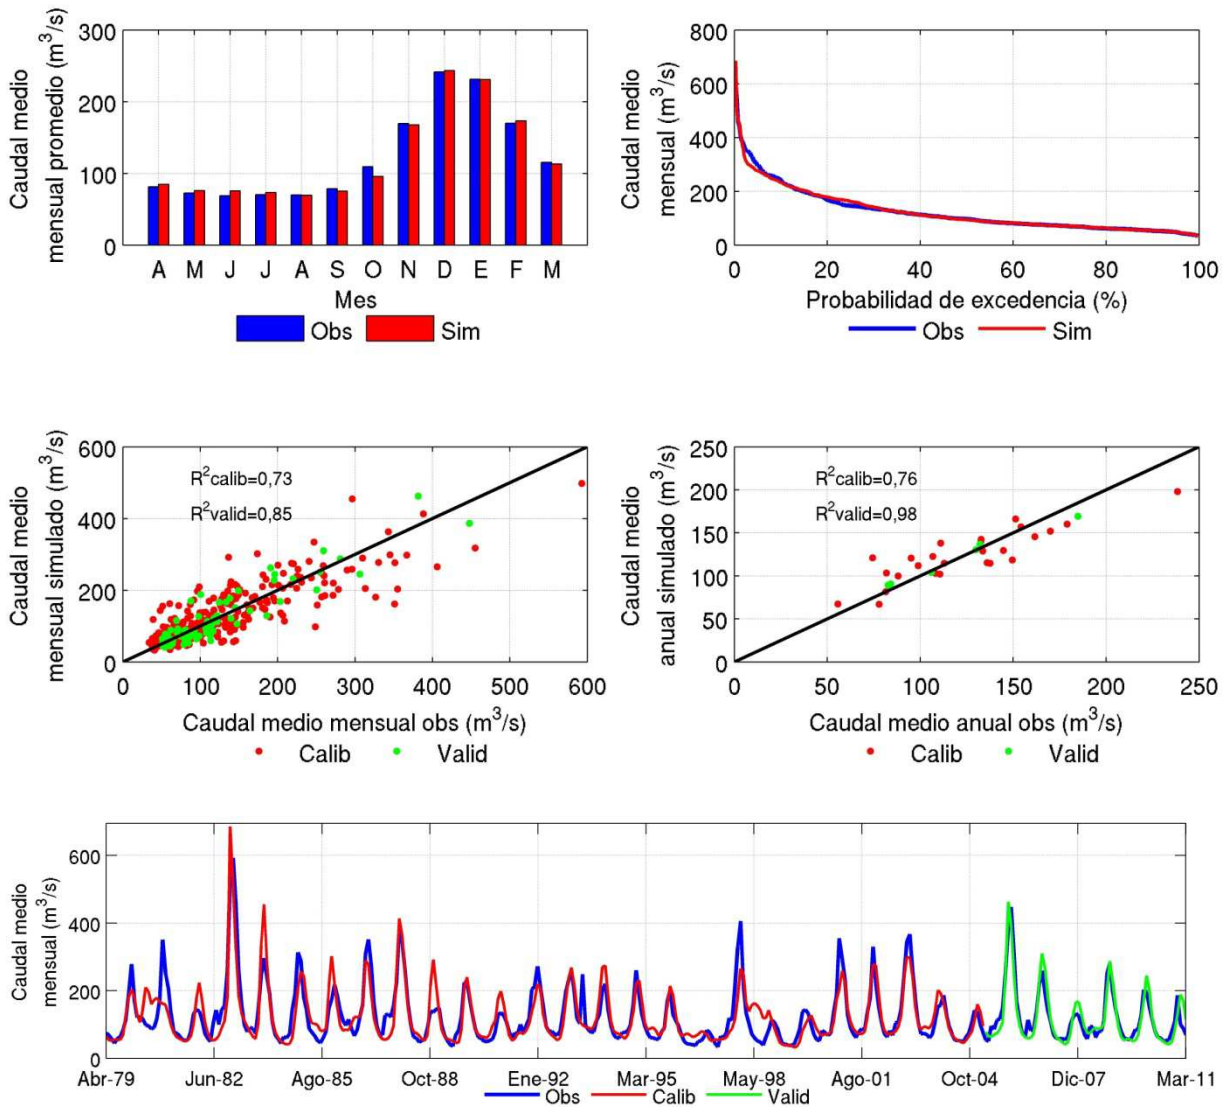 Caudal medio
mensual promedio (m³/s)
300
200
100
0
A M J J A S O N D E F M
Mes
Obs Sim
Caudal medio
mensual (m³/s)
800
600
400
200
0
0 20 40 60 80 100
Probabilidad de excedencia (%)
Obs Sim
Caudal medio
mensual simulado (m³/s)
600
400
200
0
R²calib=0,73
R²valid=0,85
0 100 200 300 400 500 600
Caudal medio mensual obs (m³/s)
Calib Valid
Caudal medio
anual simulado (m³/s)
250
200
150
100
50
0
R²calib=0,76
R²valid=0,98
0 50 100 150 200 250
Caudal medio anual obs (m³/s)
Calib Valid
Caudal medio
mensual (m³/s)
600
400
200
0
Abr-79 Jun-82 Ago-85 Oct-88 Ene-92 Mar-95 May-98 Ago-01 Oct-04 Dic-07 Mar-11
Obs Calib Valid